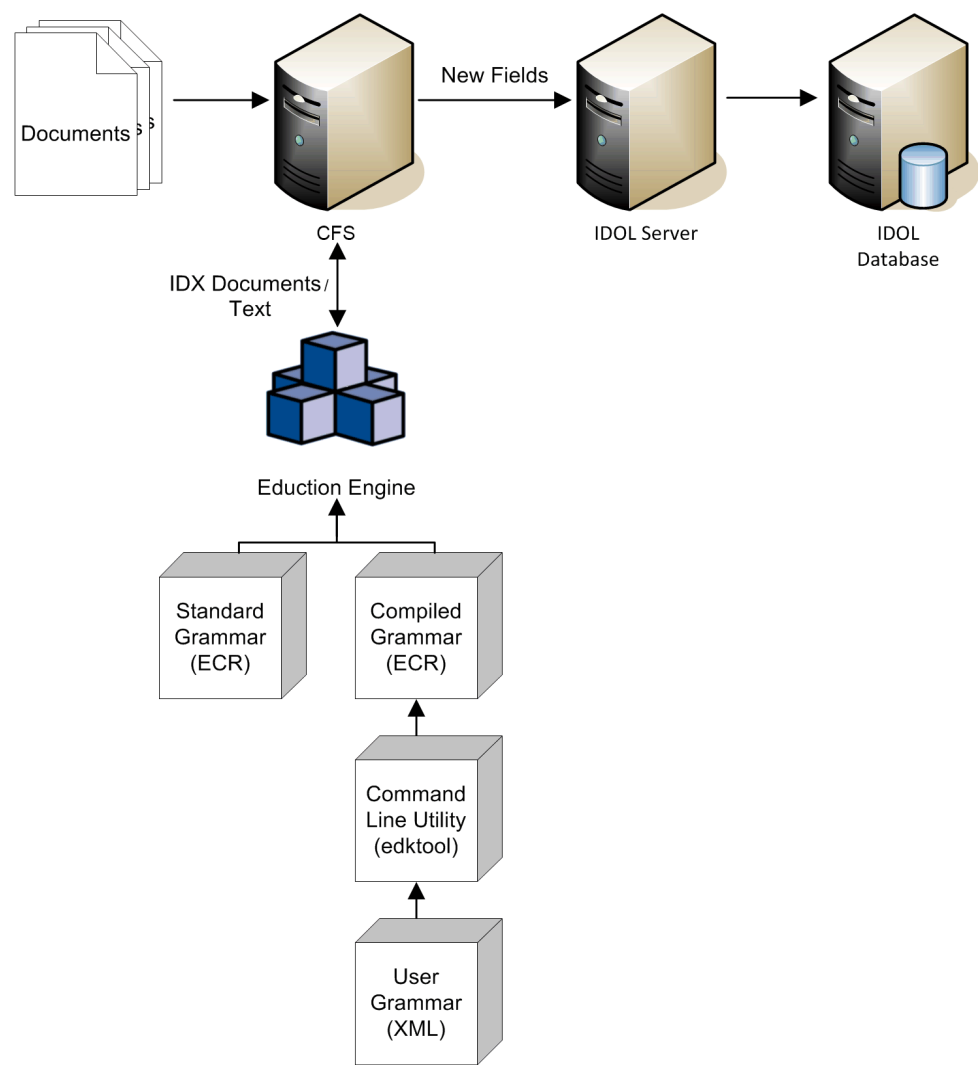 New Fields
Documents
s
s
CFS
IDOL Server
IDOL
Database
IDX Documents/
Text
Eduction Engine
Standard
Grammar
(ECR)
Compiled
Grammar
(ECR)
Command
Line Utility
(edktool)
User
Grammar
(XML)